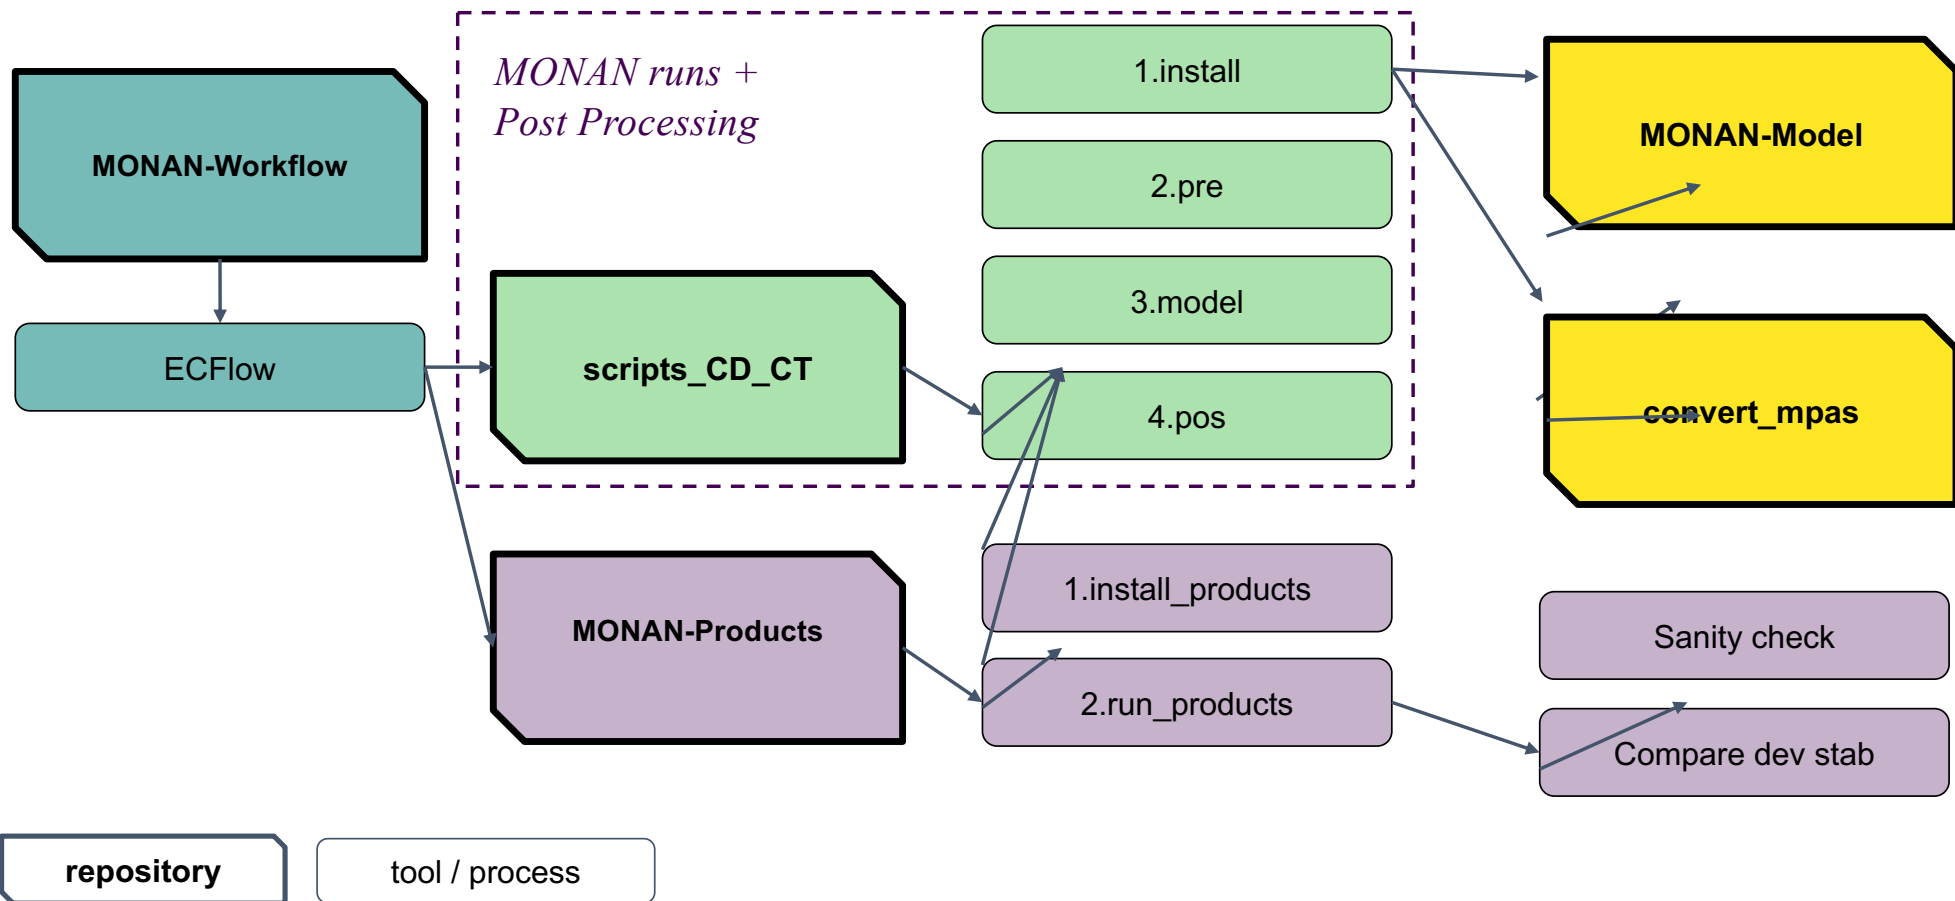 MONAN-Workflow
ECFlow
MONAN runs +
Post Processing
scripts_CD_CT
1.install
2.pre
3.model
4.pos
MONAN-Model
convert_mpas
MONAN-Products
1.install_products
2.run_products
Sanity check
Compare dev stab
repository
tool / process